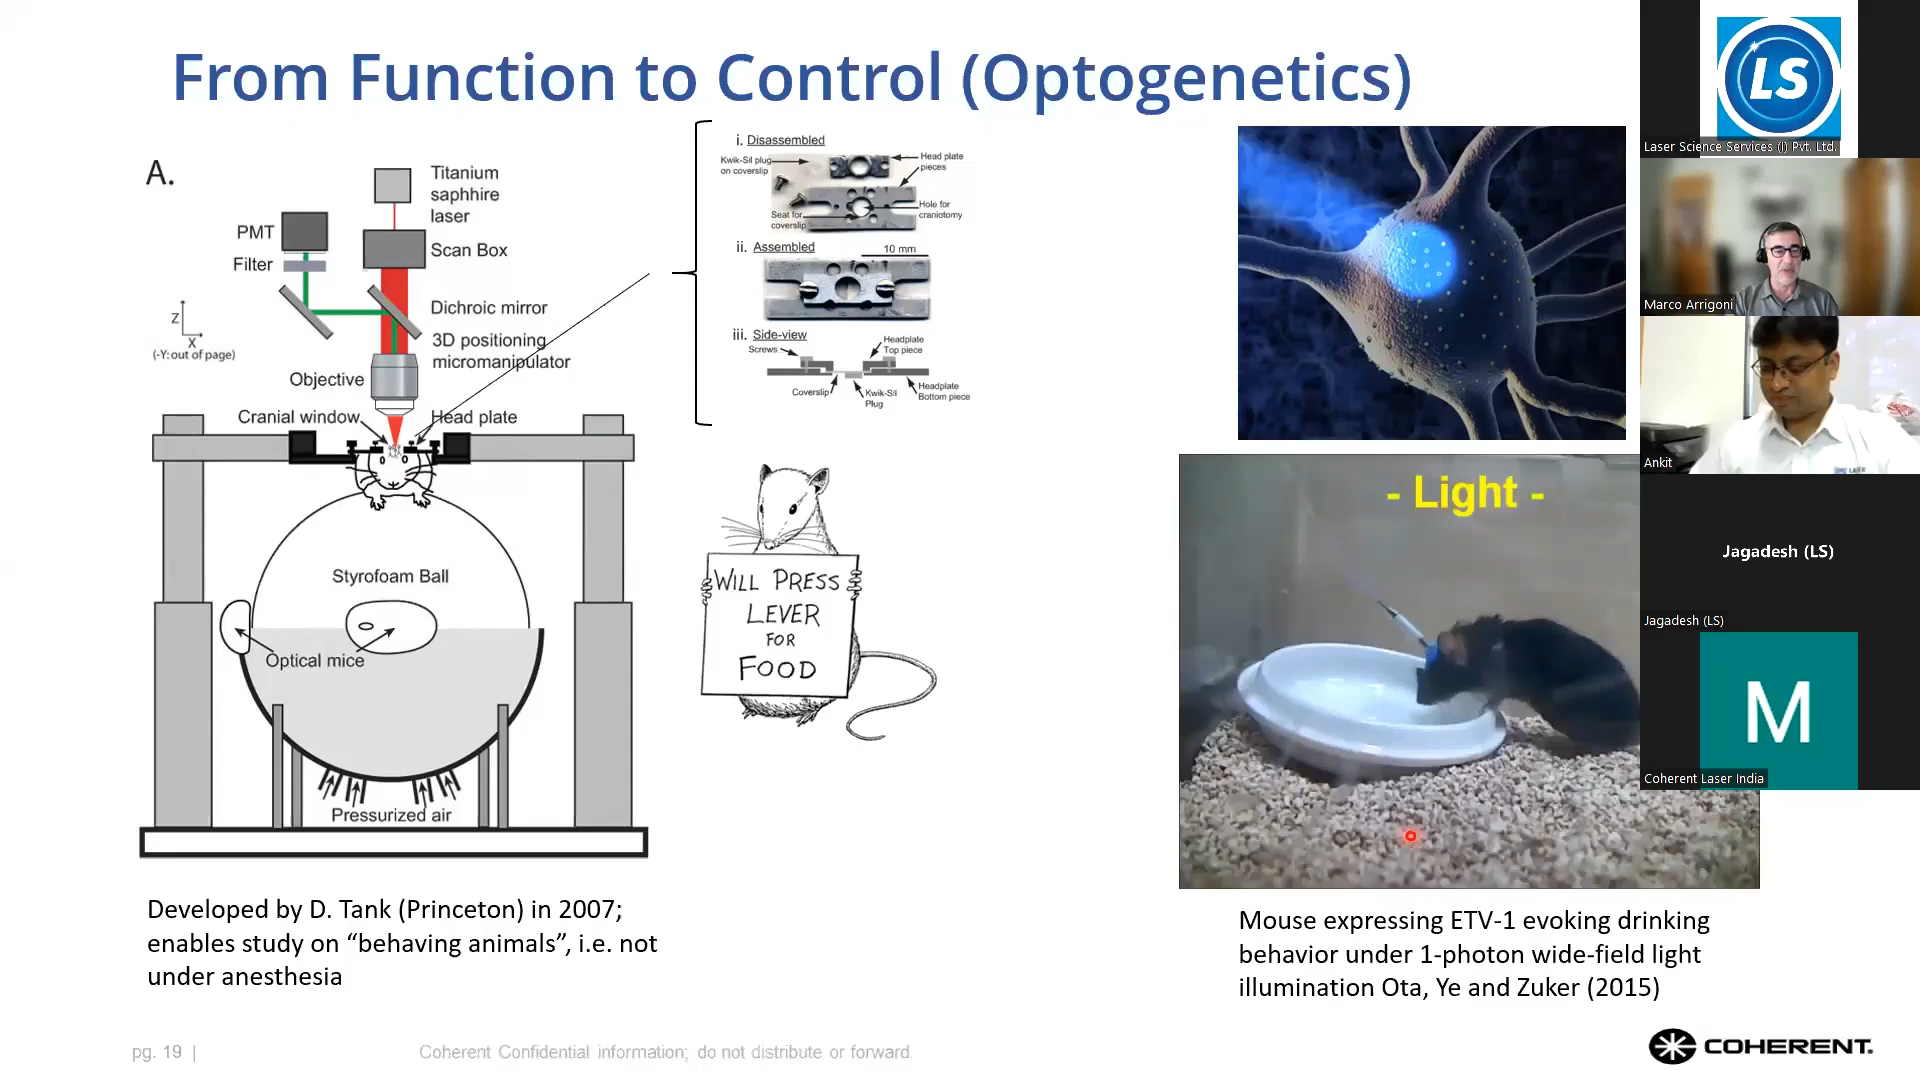 From Function to Control (Optogenetics)
A.
Titanium
saphhire
laser
PMT
Scan Box
Filter
Dichroic mirror
Z
X
(-Y: out of page)
3D positioning
micromanipulator
Objective
Cranial window
Head plate
Styrofoam Ball
Optical mice
Pressurized air
i. Disassembled
Kwik-Sil plug
on coverslip
Head plate
pieces
Seat for
coverslip
Hole for
craniotomy
ii. Assembled
10 mm
iii. Side-view
Screws
Headplate
Top piece
Coverslip
Kwik-Sil
Plug
Headplate
Bottom piece
WILL PRESS
LEVER
FOR
FOOD
- Light -
Developed by D. Tank (Princeton) in 2007;
enables study on “behaving animals”, i.e. not
under anesthesia
Mouse expressing ETV-1 evoking drinking
behavior under 1-photon wide-field light
illumination Ota, Ye and Zuker (2015)
pg. 19 |
Coherent Confidential information; do not distribute or forward.
COHERENT.
LS
Laser Science Services (I) Pvt. Ltd.
Marco Arrigoni
Ankit
Jagadesh (LS)
Jagadesh (LS)
M
Coherent Laser India